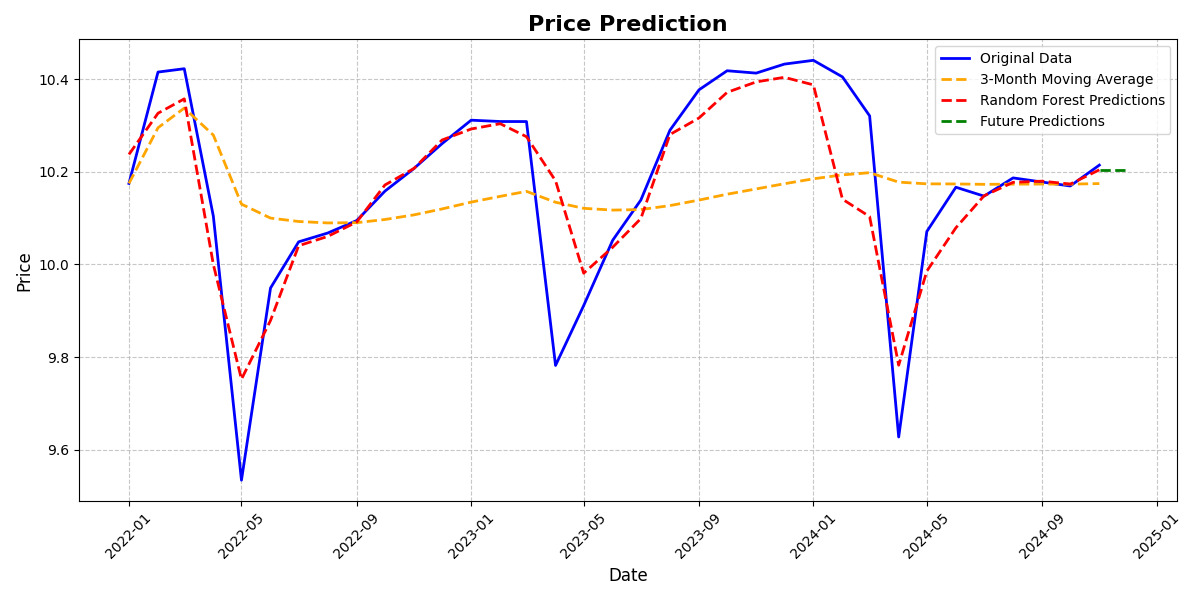 Price Prediction
Original Data
3-Month Moving Average
Random Forest Predictions
Future Predictions
Price
10.4
10.2
10.0
9.8
9.6
2022-01
2022-05
2022-09
2023-01
2023-05
2023-09
2024-01
2024-05
2024-09
2025-01
Date